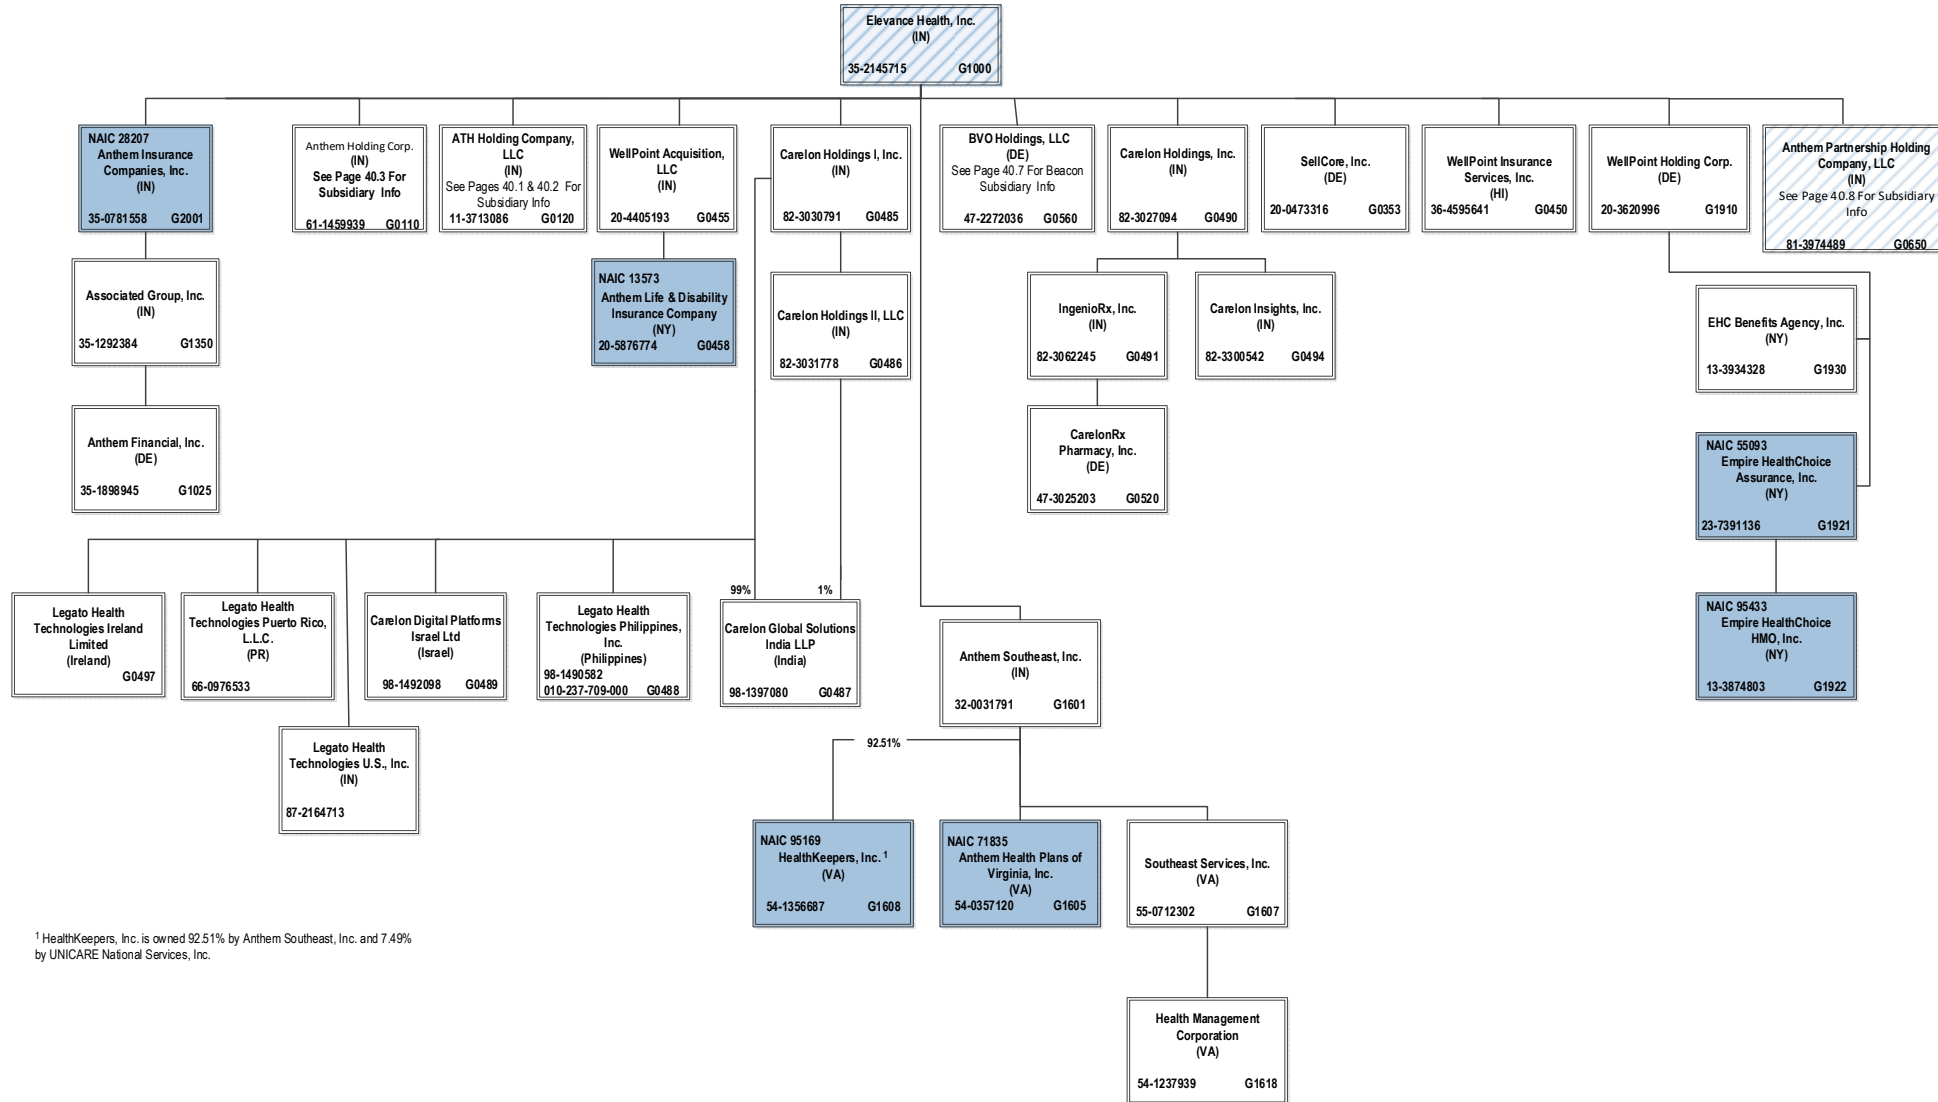 Elevance Health, Inc.
(IN)
35-2145715 G1000
NAIC 28207
Anthem Insurance
Companies, Inc.
(IN)
35-0781558 G2001
Anthem Holding Corp.
(IN)
See Page 40.3 For
Subsidiary Info
61-1459939 G0110
ATH Holding Company,
LLC
(IN)
See Pages 40.1 & 40.2 For
Subsidiary Info
11-3713086 G0120
WellPoint Acquisition,
LLC
(IN)
20-4405193 G0455
Carelon Holdings I, Inc.
(IN)
82-3030791 G0485
BVO Holdings, LLC
(DE)
See Page 40.7 For Beacon
Subsidiary Info
47-2272036 G0560
Carelon Holdings, Inc.
(IN)
82-3027094 G0490
SellCore, Inc.
(DE)
20-0473316 G0353
WellPoint Insurance
Services, Inc.
(HI)
36-4595641 G0450
WellPoint Holding Corp.
(DE)
20-3620996 G1910
Anthem Partnership Holding
Company, LLC
(IN)
See Page 40.8 For Subsidiary
Info
81-3974489 G0650
Associated Group, Inc.
(IN)
35-1292384 G1350
NAIC 13573
Anthem Life & Disability
Insurance Company
(NY)
20-5876774 G0458
Carelon Holdings II, LLC
(IN)
82-3031778 G0486
IngenioRx, Inc.
(IN)
82-3062245 G0491
Carelon Insights, Inc.
(IN)
82-3300542 G0494
EHC Benefits Agency, Inc.
(NY)
13-3934328 G1930
Anthem Financial, Inc.
(DE)
35-1898945 G1025
CarelonRx
Pharmacy, Inc.
(DE)
47-3025203 G0520
NAIC 55093
Empire HealthChoice
Assurance, Inc.
(NY)
23-7391136 G1921
99% 1%
Legato Health
Technologies Ireland
Limited
(Ireland)
G0497
Legato Health
Technologies Puerto Rico,
L.L.C.
(PR)
66-0976533
Carelon Digital Platforms
Israel Ltd
(Israel)
98-1492098 G0489
Legato Health
Technologies Philippines,
Inc.
(Philippines)
98-1490582
010-237-709-000 G0488
Carelon Global Solutions
India LLP
(India)
98-1397080 G0487
Anthem Southeast, Inc.
(IN)
32-0031791 G1601
NAIC 95433
Empire HealthChoice
HMO, Inc.
(NY)
13-3874803 G1922
Legato Health
Technologies U.S., Inc.
(IN)
87-2164713
92.51%
NAIC 95169
HealthKeepers, Inc. 1
(VA)
54-1356687 G1608
NAIC 71835
Anthem Health Plans of
Virginia, Inc.
(VA)
54-0357120 G1605
Southeast Services, Inc.
(VA)
55-0712302 G1607
1 HealthKeepers, Inc. is owned 92.51% by Anthem Southeast, Inc. and 7.49%
by UNICARE National Services, Inc.
Health Management
Corporation
(VA)
54-1237939 G1618